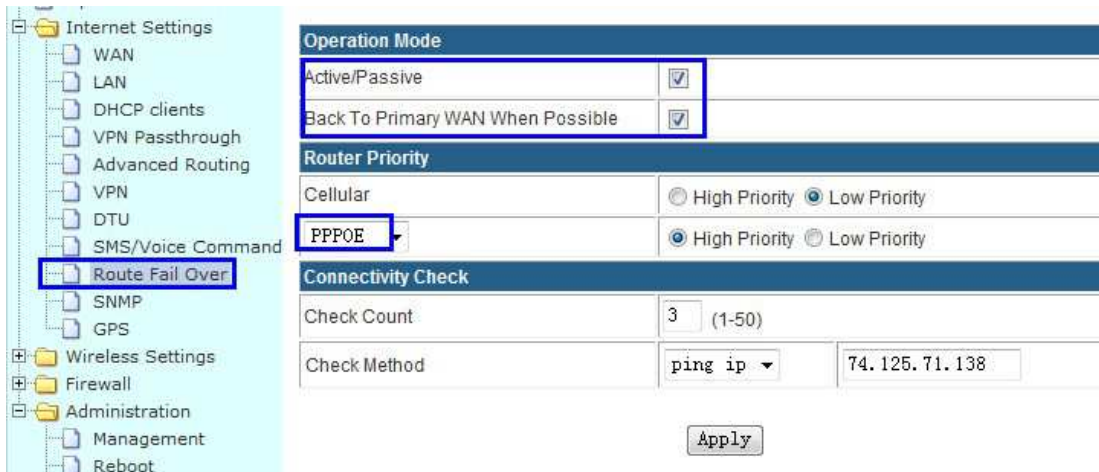 Internet Settings
WAN
LAN
DHCP clients
VPN Passthrough
Advanced Routing
VPN
DTU
SMS/Voice Command
Route Fail Over
SNMP
GPS
Wireless Settings
Firewall
Administration
Management
Reboot
Operation Mode
Active/Passive
Back To Primary WAN When Possible
Router Priority
Cellular High Priority Low Priority
PPPOE High Priority Low Priority
Connectivity Check
Check Count 3 (1-50)
Check Method ping ip 74.125.71.138
Apply